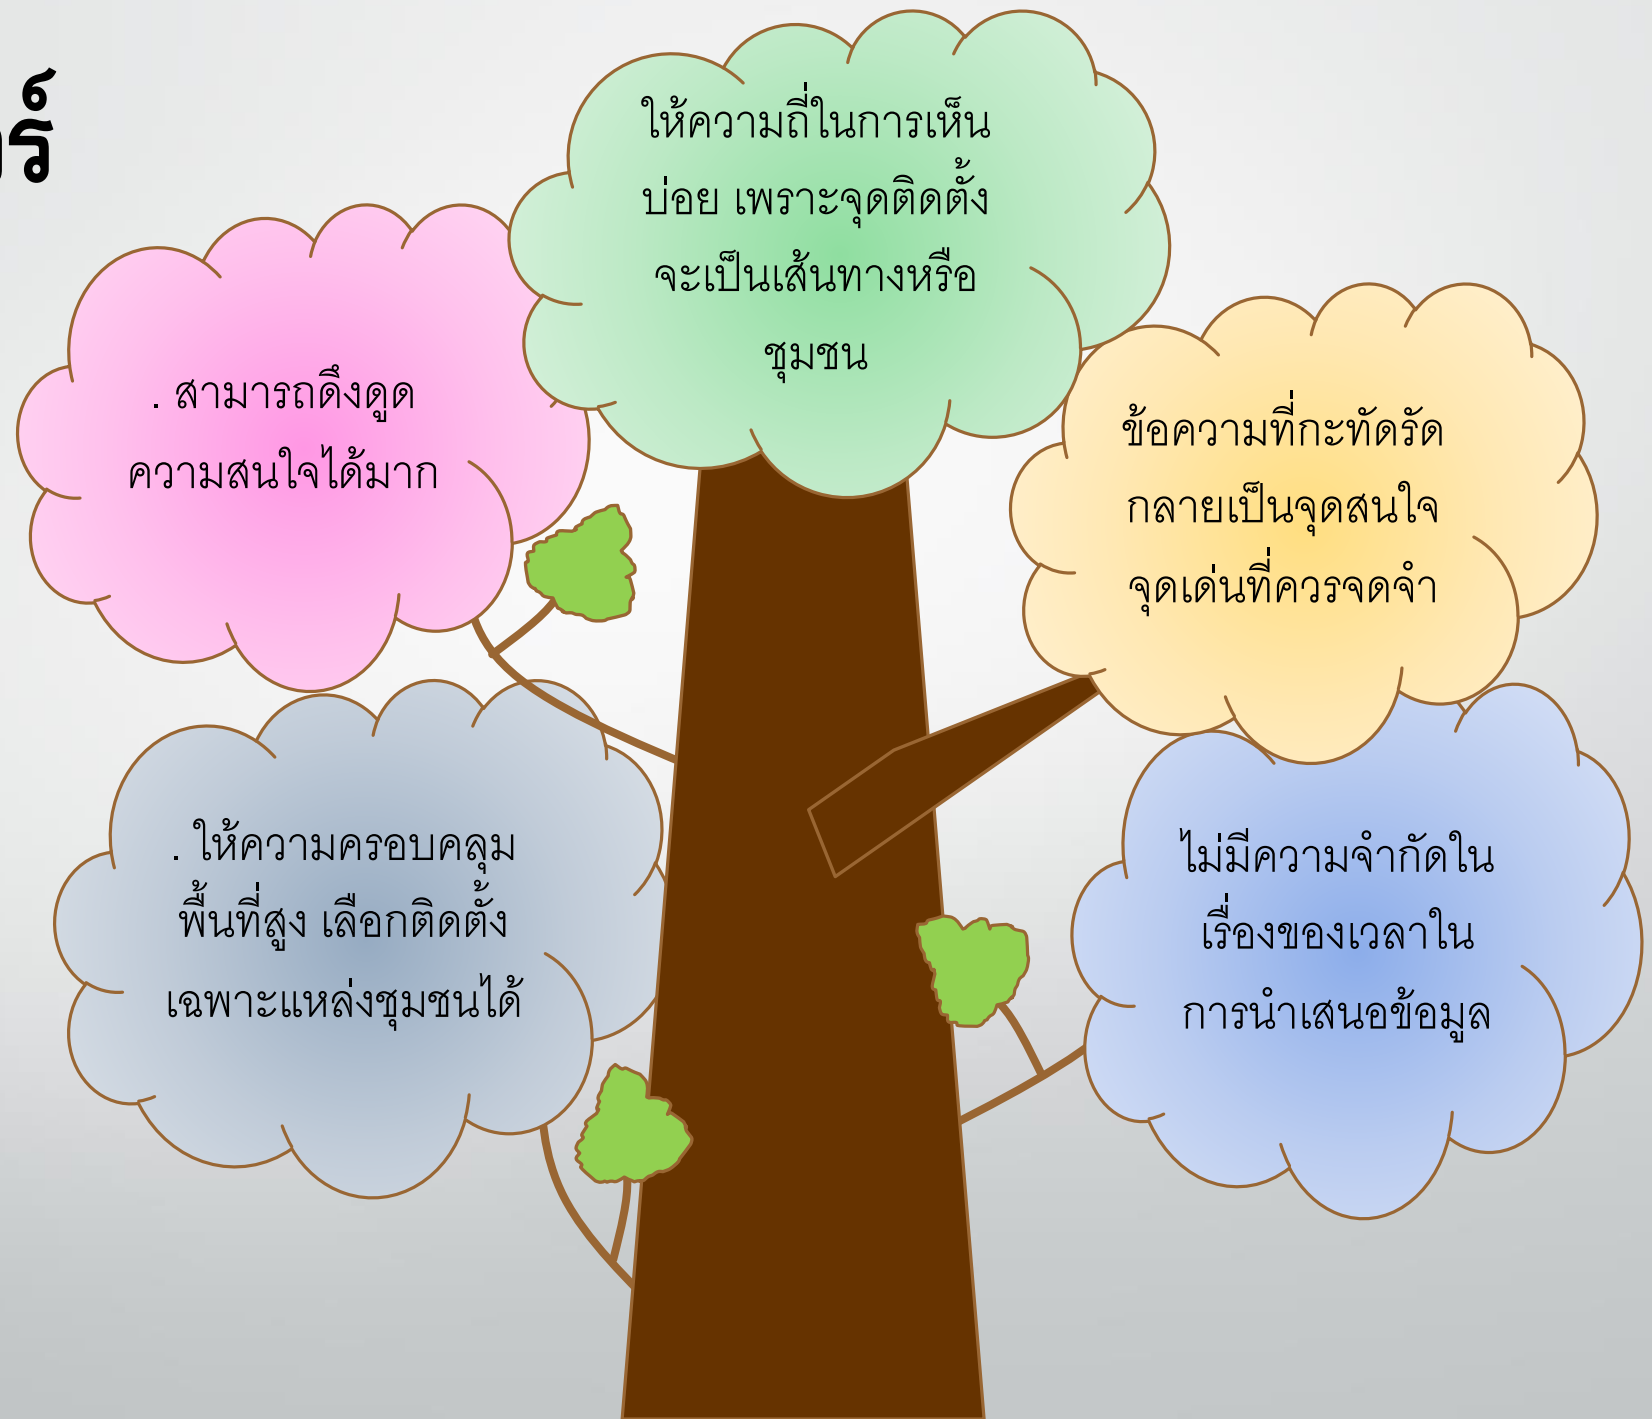 ให้ความถี่ในการเห็น
บ่อย เพราะจุดติดตั้ง
จะเป็นเส้นทางหรือ
ชุมชน
. สามารถดึงดูด
ความสนใจได้มาก
ข้อความที่กะทัดรัด
กลายเป็นจุดสนใจ
จุดเด่นที่ควรจดจำ
. ให้ความครอบคลุม
พื้นที่สูง เลือกติดตั้ง
เฉพาะแหล่งชุมชนได้
ไม่มีความจำกัดใน
เรื่องของเวลาใน
การนำเสนอข้อมูล